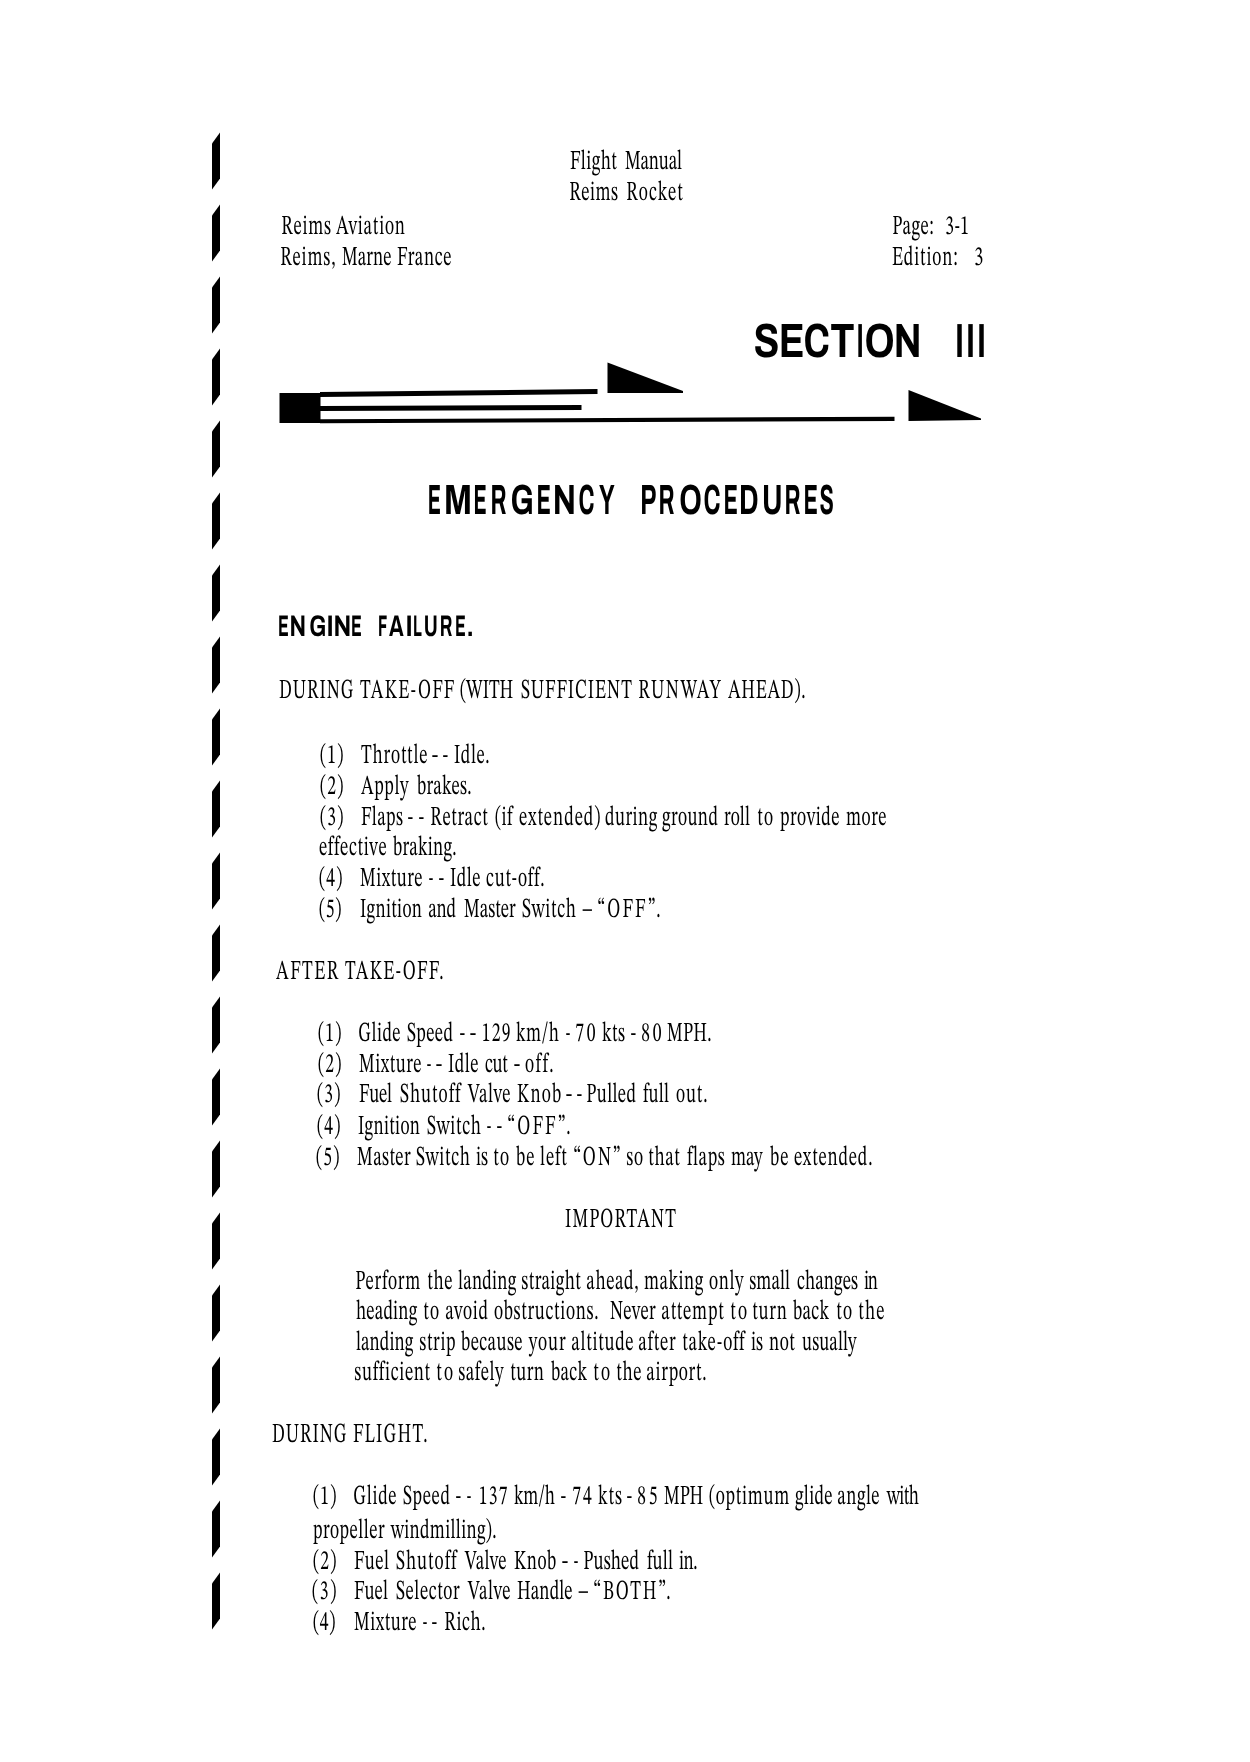 Flight Manual
Reims Rocket
Reims Aviation Page: 3-1
Reims, Marne France Edition: 3
SECTION III
EMERGENCY PROCEDURES
ENGINE FAILURE.
DURING TAKE-OFF (WITH SUFFICIENT RUNWAY AHEAD).
(1) Throttle - - Idle.
(2) Apply brakes.
(3) Flaps - - Retract (if extended) during ground roll to provide more
effective braking.
(4) Mixture - - Idle cut-off.
(5) Ignition and Master Switch – “OFF”.
AFTER TAKE-OFF.
(1) Glide Speed - - 129 km/h - 70 kts - 80 MPH.
(2) Mixture - - Idle cut - off.
(3) Fuel Shutoff Valve Knob - - Pulled full out.
(4) Ignition Switch - - “OFF”.
(5) Master Switch is to be left “ON” so that flaps may be extended.
IMPORTANT
Perform the landing straight ahead, making only small changes in
heading to avoid obstructions. Never attempt to turn back to the
landing strip because your altitude after take-off is not usually
sufficient to safely turn back to the airport.
DURING FLIGHT.
(1) Glide Speed - - 137 km/h - 74 kts - 85 MPH (optimum glide angle with
propeller windmilling).
(2) Fuel Shutoff Valve Knob - - Pushed full in.
(3) Fuel Selector Valve Handle – “BOTH”.
(4) Mixture - - Rich.